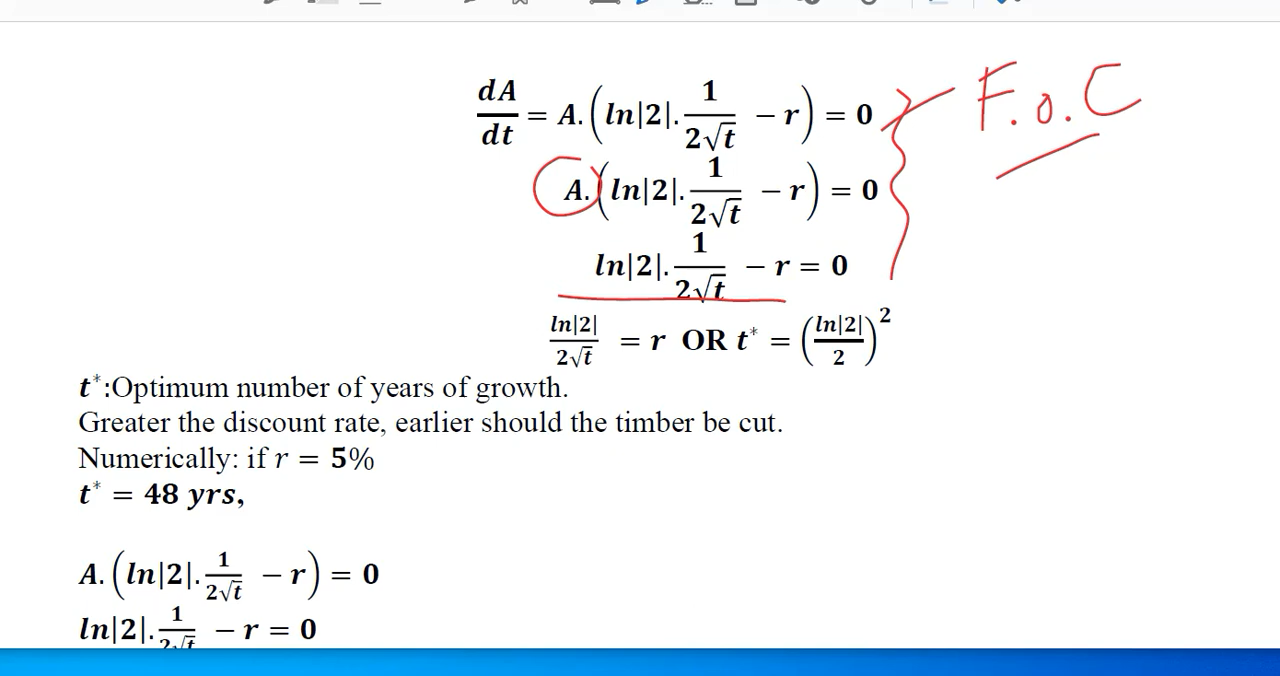 dA/dt = A.(ln|2|. 1/2√t − r) = 0
F.O.C
A.(ln|2|. 1/2√t − r) = 0
ln|2|. 1/2√t − r = 0
ln|2|/2√t = r OR t* = (ln|2|/2)²
t*:Optimum number of years of growth.
Greater the discount rate, earlier should the timber be cut.
Numerically: if r = 5%
t* = 48 yrs,
A.(ln|2|. 1/2√t − r) = 0
ln|2|. 1/2√t − r = 0